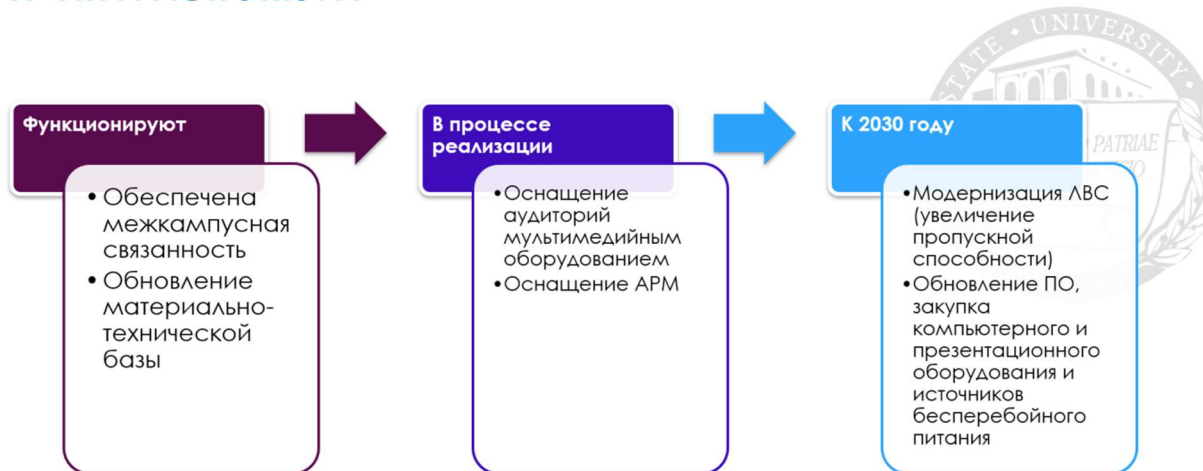 Функционируют
• Обеспечена
межкампусная
связанность
• Обновление
материально-
технической
базы
В процессе
реализации
•Оснащение
аудиторий
мультимедийным
оборудованием
•Оснащение АРМ
К 2030 году
•Модернизация ЛВС
(увеличение
пропускной
способности)
•Обновление ПО,
закупка
компьютерного и
презентационного
оборудования и
источников
бесперебойного
питания
STATE • UNIVERSITY •
PATRIAE